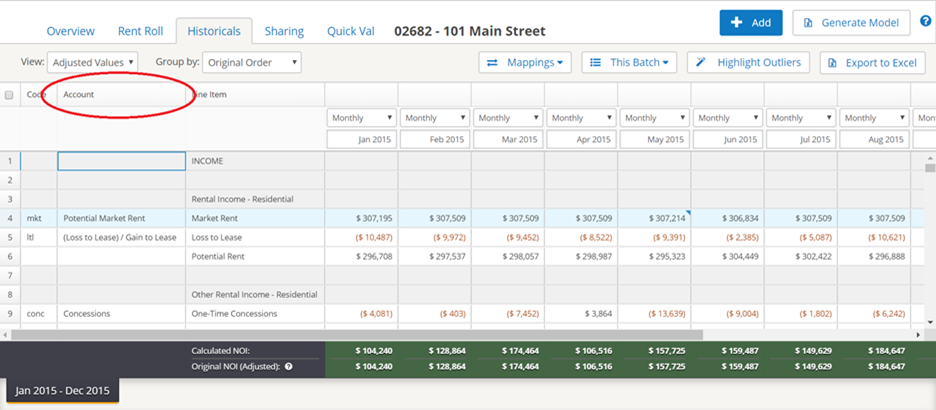 Overview Rent Roll Historicals Sharing Quick Val 02682 - 101 Main Street + Add Generate Model ?
View: Adjusted Values Group by: Original Order Mappings This Batch Highlight Outliers Export to Excel
Code Account Line Item
Monthly Monthly Monthly Monthly Monthly Monthly Monthly Monthly Mon
Jan 2015 Feb 2015 Mar 2015 Apr 2015 May 2015 Jun 2015 Jul 2015 Aug 2015
1 INCOME
2
3 Rental Income - Residential
4 mkt Potential Market Rent Market Rent $ 307,195 $ 307,509 $ 307,509 $ 307,509 $ 307,214 $ 306,834 $ 307,509 $ 307,509
5 ltl (Loss to Lease) / Gain to Lease Loss to Lease ($ 10,487) ($ 9,972) ($ 9,452) ($ 8,522) ($ 9,391) ($ 2,385) ($ 5,087) ($ 10,621)
6 Potential Rent $ 296,708 $ 297,537 $ 298,057 $ 298,987 $ 295,323 $ 304,449 $ 302,422 $ 296,888
7
8 Other Rental Income - Residential
9 conc Concessions One-Time Concessions ($ 4,081) ($ 403) ($ 7,452) $ 3,864 ($ 13,639) ($ 9,004) ($ 1,802) ($ 6,242)
Calculated NOI: $ 104,240 $ 128,864 $ 174,464 $ 106,516 $ 157,725 $ 159,487 $ 149,629 $ 184,647
Original NOI (Adjusted): ? $ 104,240 $ 128,864 $ 174,464 $ 106,516 $ 157,725 $ 159,487 $ 149,629 $ 184,647
Jan 2015 - Dec 2015